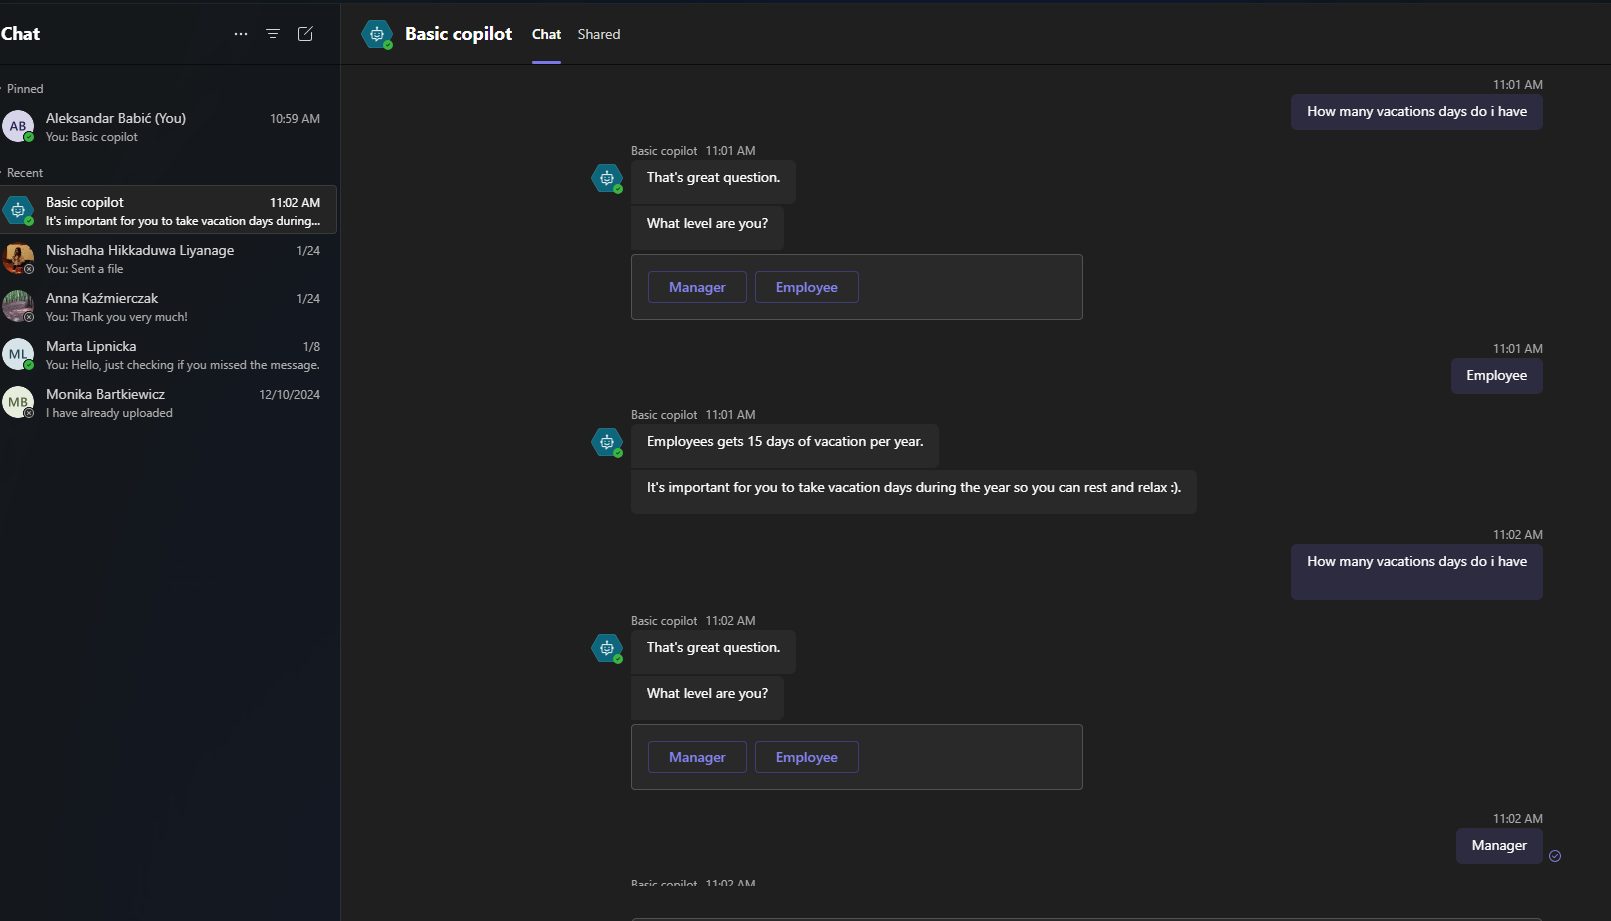 Chat
Pinned
AB
Aleksandar Babić (You)
10:59 AM
You: Basic copilot
Recent
Basic copilot
11:02 AM
It's important for you to take vacation days during...
Nishadha Hikkaduwa Liyanage
1/24
You: Sent a file
Anna Kaźmierczak
1/24
You: Thank you very much!
ML
Marta Lipnicka
1/8
You: Hello, just checking if you missed the message.
MB
Monika Bartkiewicz
12/10/2024
I have already uploaded
Basic copilot
Chat
Shared
11:01 AM
How many vacations days do i have
Basic copilot 11:01 AM
That's great question.
What level are you?
Manager
Employee
11:01 AM
Employee
Basic copilot 11:01 AM
Employees gets 15 days of vacation per year.
It's important for you to take vacation days during the year so you can rest and relax :).
11:02 AM
How many vacations days do i have
Basic copilot 11:02 AM
That's great question.
What level are you?
Manager
Employee
11:02 AM
Manager
Basic copilot 11:02 AM